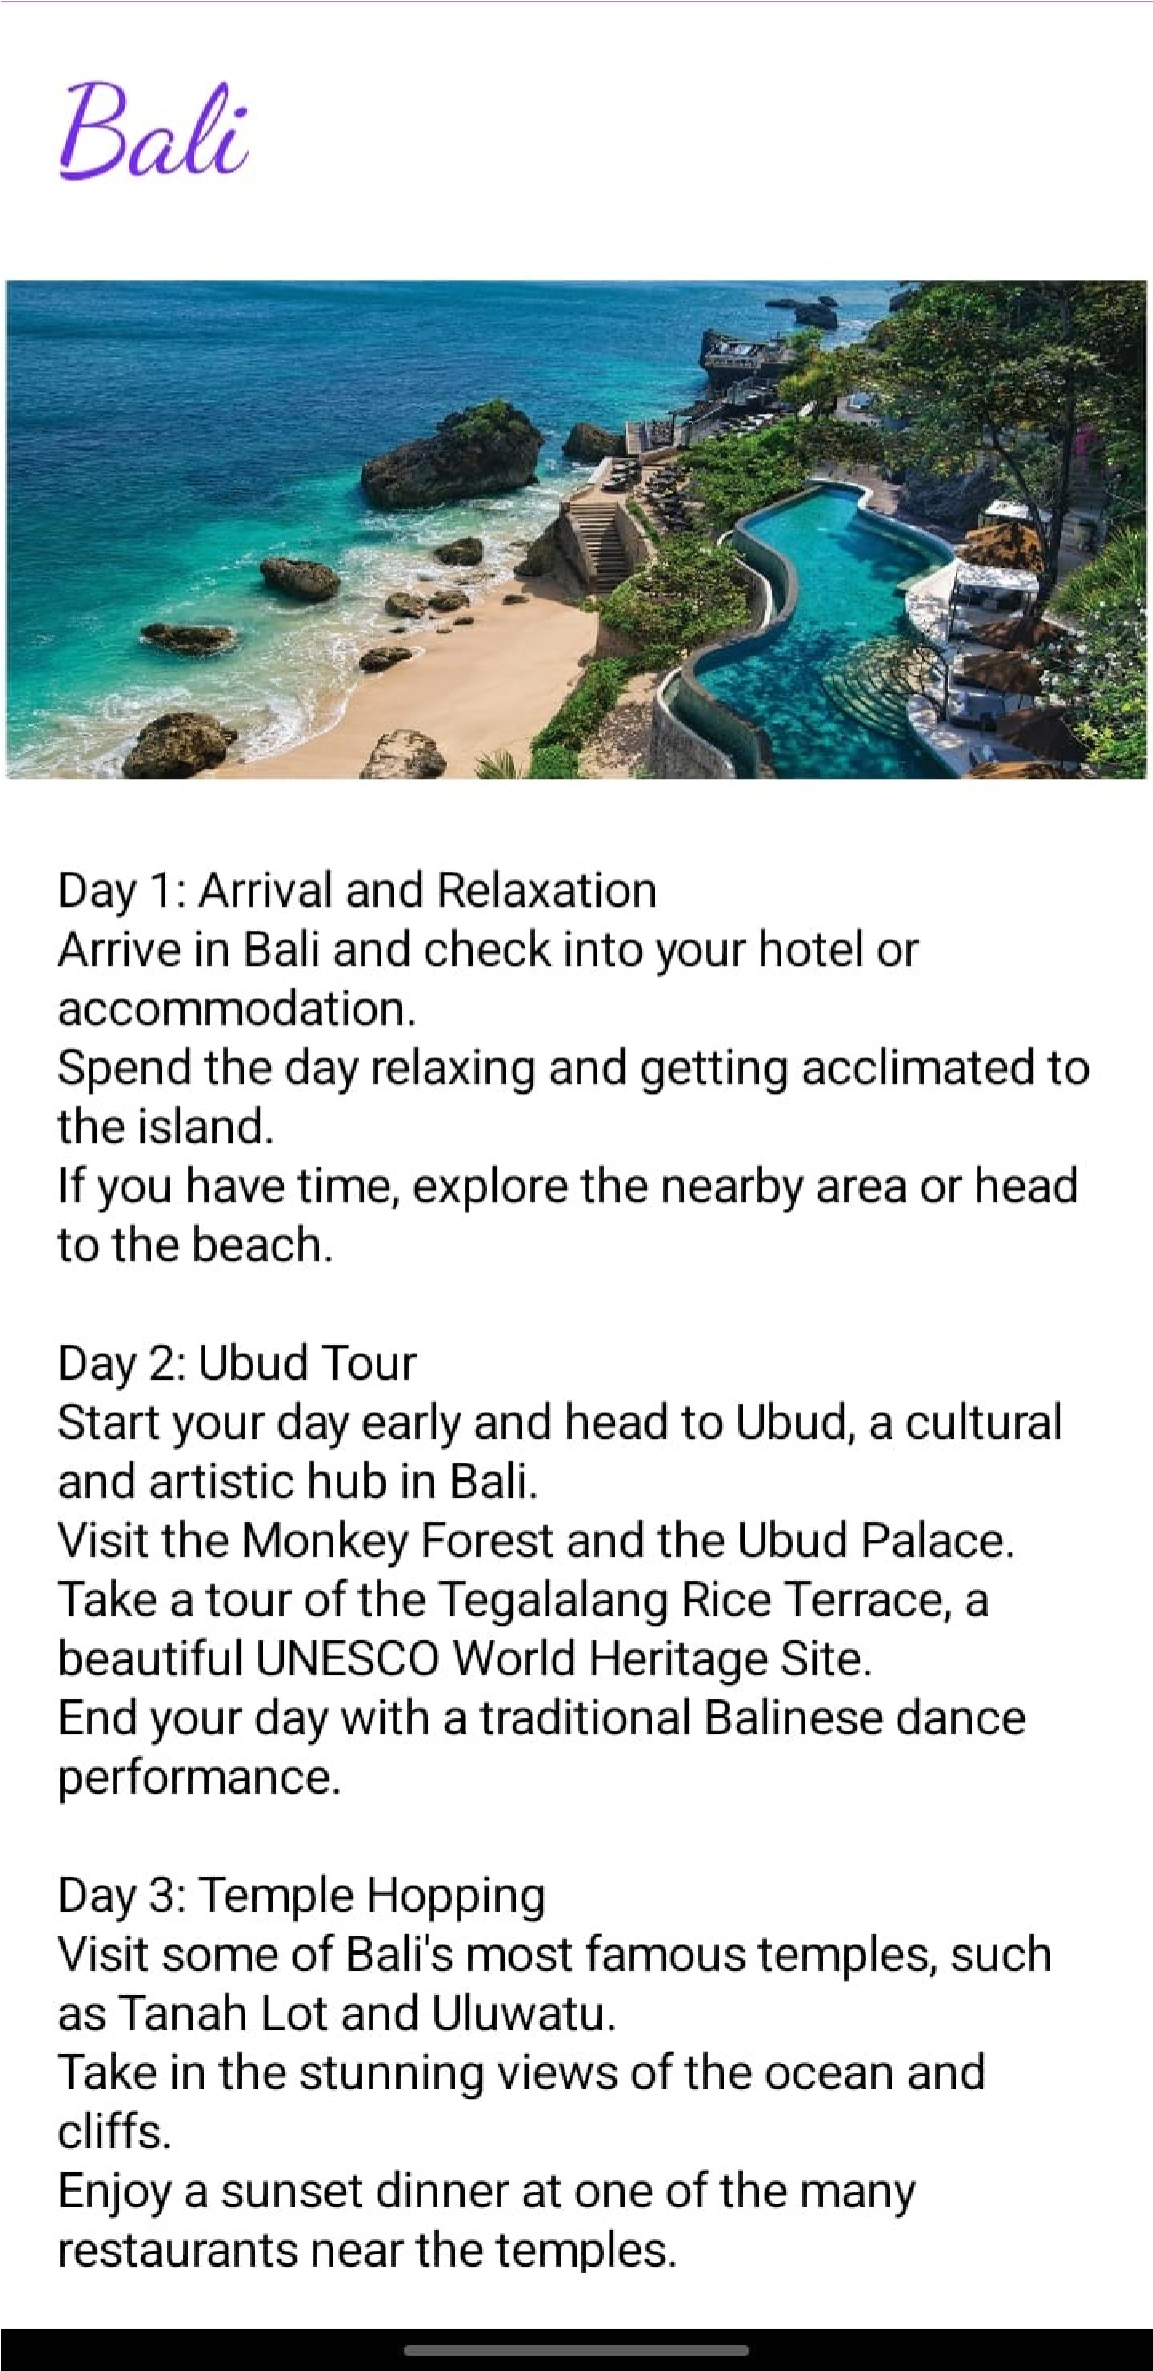 Bali
Day 1: Arrival and Relaxation
Arrive in Bali and check into your hotel or
accommodation.
Spend the day relaxing and getting acclimated to
the island.
If you have time, explore the nearby area or head
to the beach.
Day 2: Ubud Tour
Start your day early and head to Ubud, a cultural
and artistic hub in Bali.
Visit the Monkey Forest and the Ubud Palace.
Take a tour of the Tegalalang Rice Terrace, a
beautiful UNESCO World Heritage Site.
End your day with a traditional Balinese dance
performance.
Day 3: Temple Hopping
Visit some of Bali's most famous temples, such
as Tanah Lot and Uluwatu.
Take in the stunning views of the ocean and
cliffs.
Enjoy a sunset dinner at one of the many
restaurants near the temples.